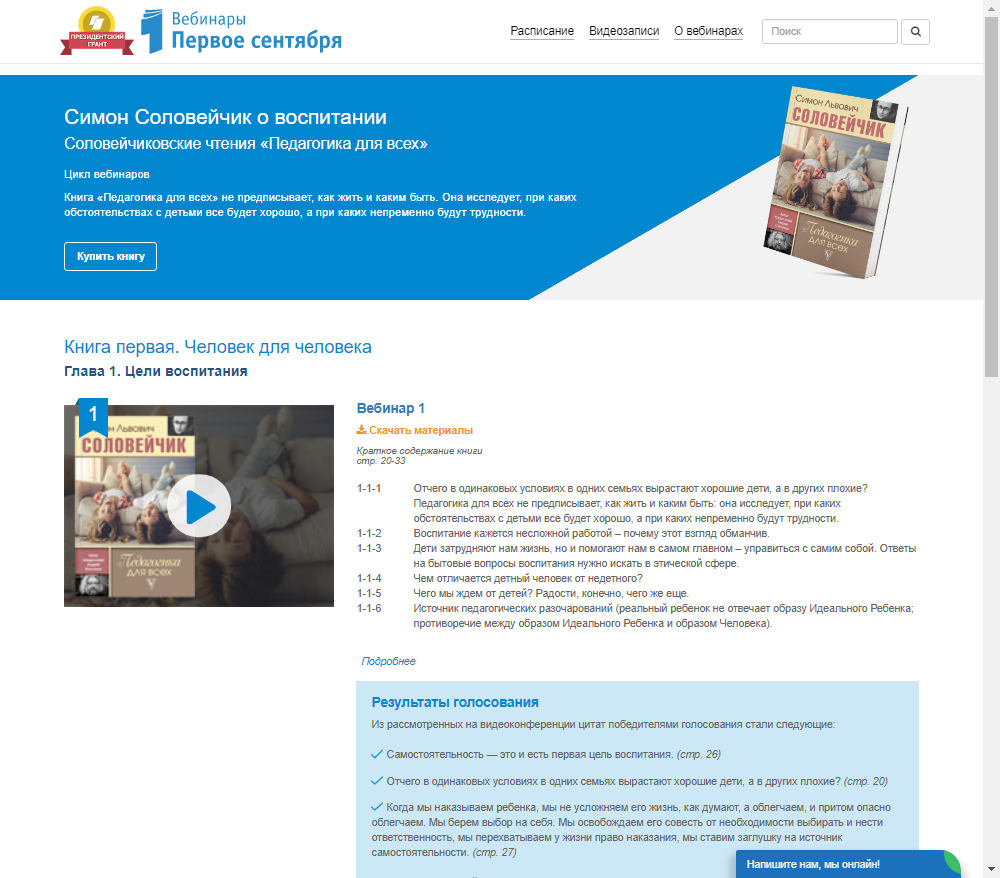 ПРЕЗИДЕНТСКИЙ
ГРАНТ
Вебинары
Первое сентября
Расписание Видеозаписи О вебинарах Поиск
Симон Соловейчик о воспитании
Соловейчиковские чтения «Педагогика для всех»
Цикл вебинаров
Книга «Педагогика для всех» не предписывает, как жить и каким быть. Она исследует, при каких
обстоятельствах с детьми все будет хорошо, а при каких непременно будут трудности.
Купить книгу
Симон Львович
СОЛОВЕЙЧИК
Педагогика
ДЛЯ ВСЕХ
Книга первая. Человек для человека
Глава 1. Цели воспитания
1
Симон Львович
СОЛОВЕЙЧИК
Педагогика
ДЛЯ ВСЕХ
Вебинар 1
Скачать материалы
Краткое содержание книги
стр. 20-33
1-1-1 Отчего в одинаковых условиях в одних семьях вырастают хорошие дети, а в других плохие?
Педагогика для всех не предписывает, как жить и каким быть: она исследует, при каких
обстоятельствах с детьми все будет хорошо, а при каких непременно будут трудности.
1-1-2 Воспитание кажется несложной работой – почему этот взгляд обманчив.
1-1-3 Дети затрудняют нам жизнь, но и помогают нам в самом главном – управиться с самим собой. Ответы
на бытовые вопросы воспитания нужно искать в этической сфере.
1-1-4 Чем отличается детный человек от недетного?
1-1-5 Чего мы ждем от детей? Радости, конечно, чего же еще.
1-1-6 Источник педагогических разочарований (реальный ребенок не отвечает образу Идеального Ребенка;
противоречие между образом Идеального Ребенка и образом Человека).
Подробнее
Результаты голосования
Из рассмотренных на видеоконференции цитат победителями голосования стали следующие:
Самостоятельность — это и есть первая цель воспитания. (стр. 26)
Отчего в одинаковых условиях в одних семьях вырастают хорошие дети, а в других плохие? (стр. 20)
Когда мы наказываем ребенка, мы не усложняем его жизнь, как думают, а облегчаем, и притом опасно
облегчаем. Мы берем выбор на себя. Мы освобождаем его совесть от необходимости выбирать и нести
ответственность, мы перехватываем у жизни право наказания, мы ставим заглушку на источник
самостоятельности. (стр. 27)
Напишите нам, мы онлайн!